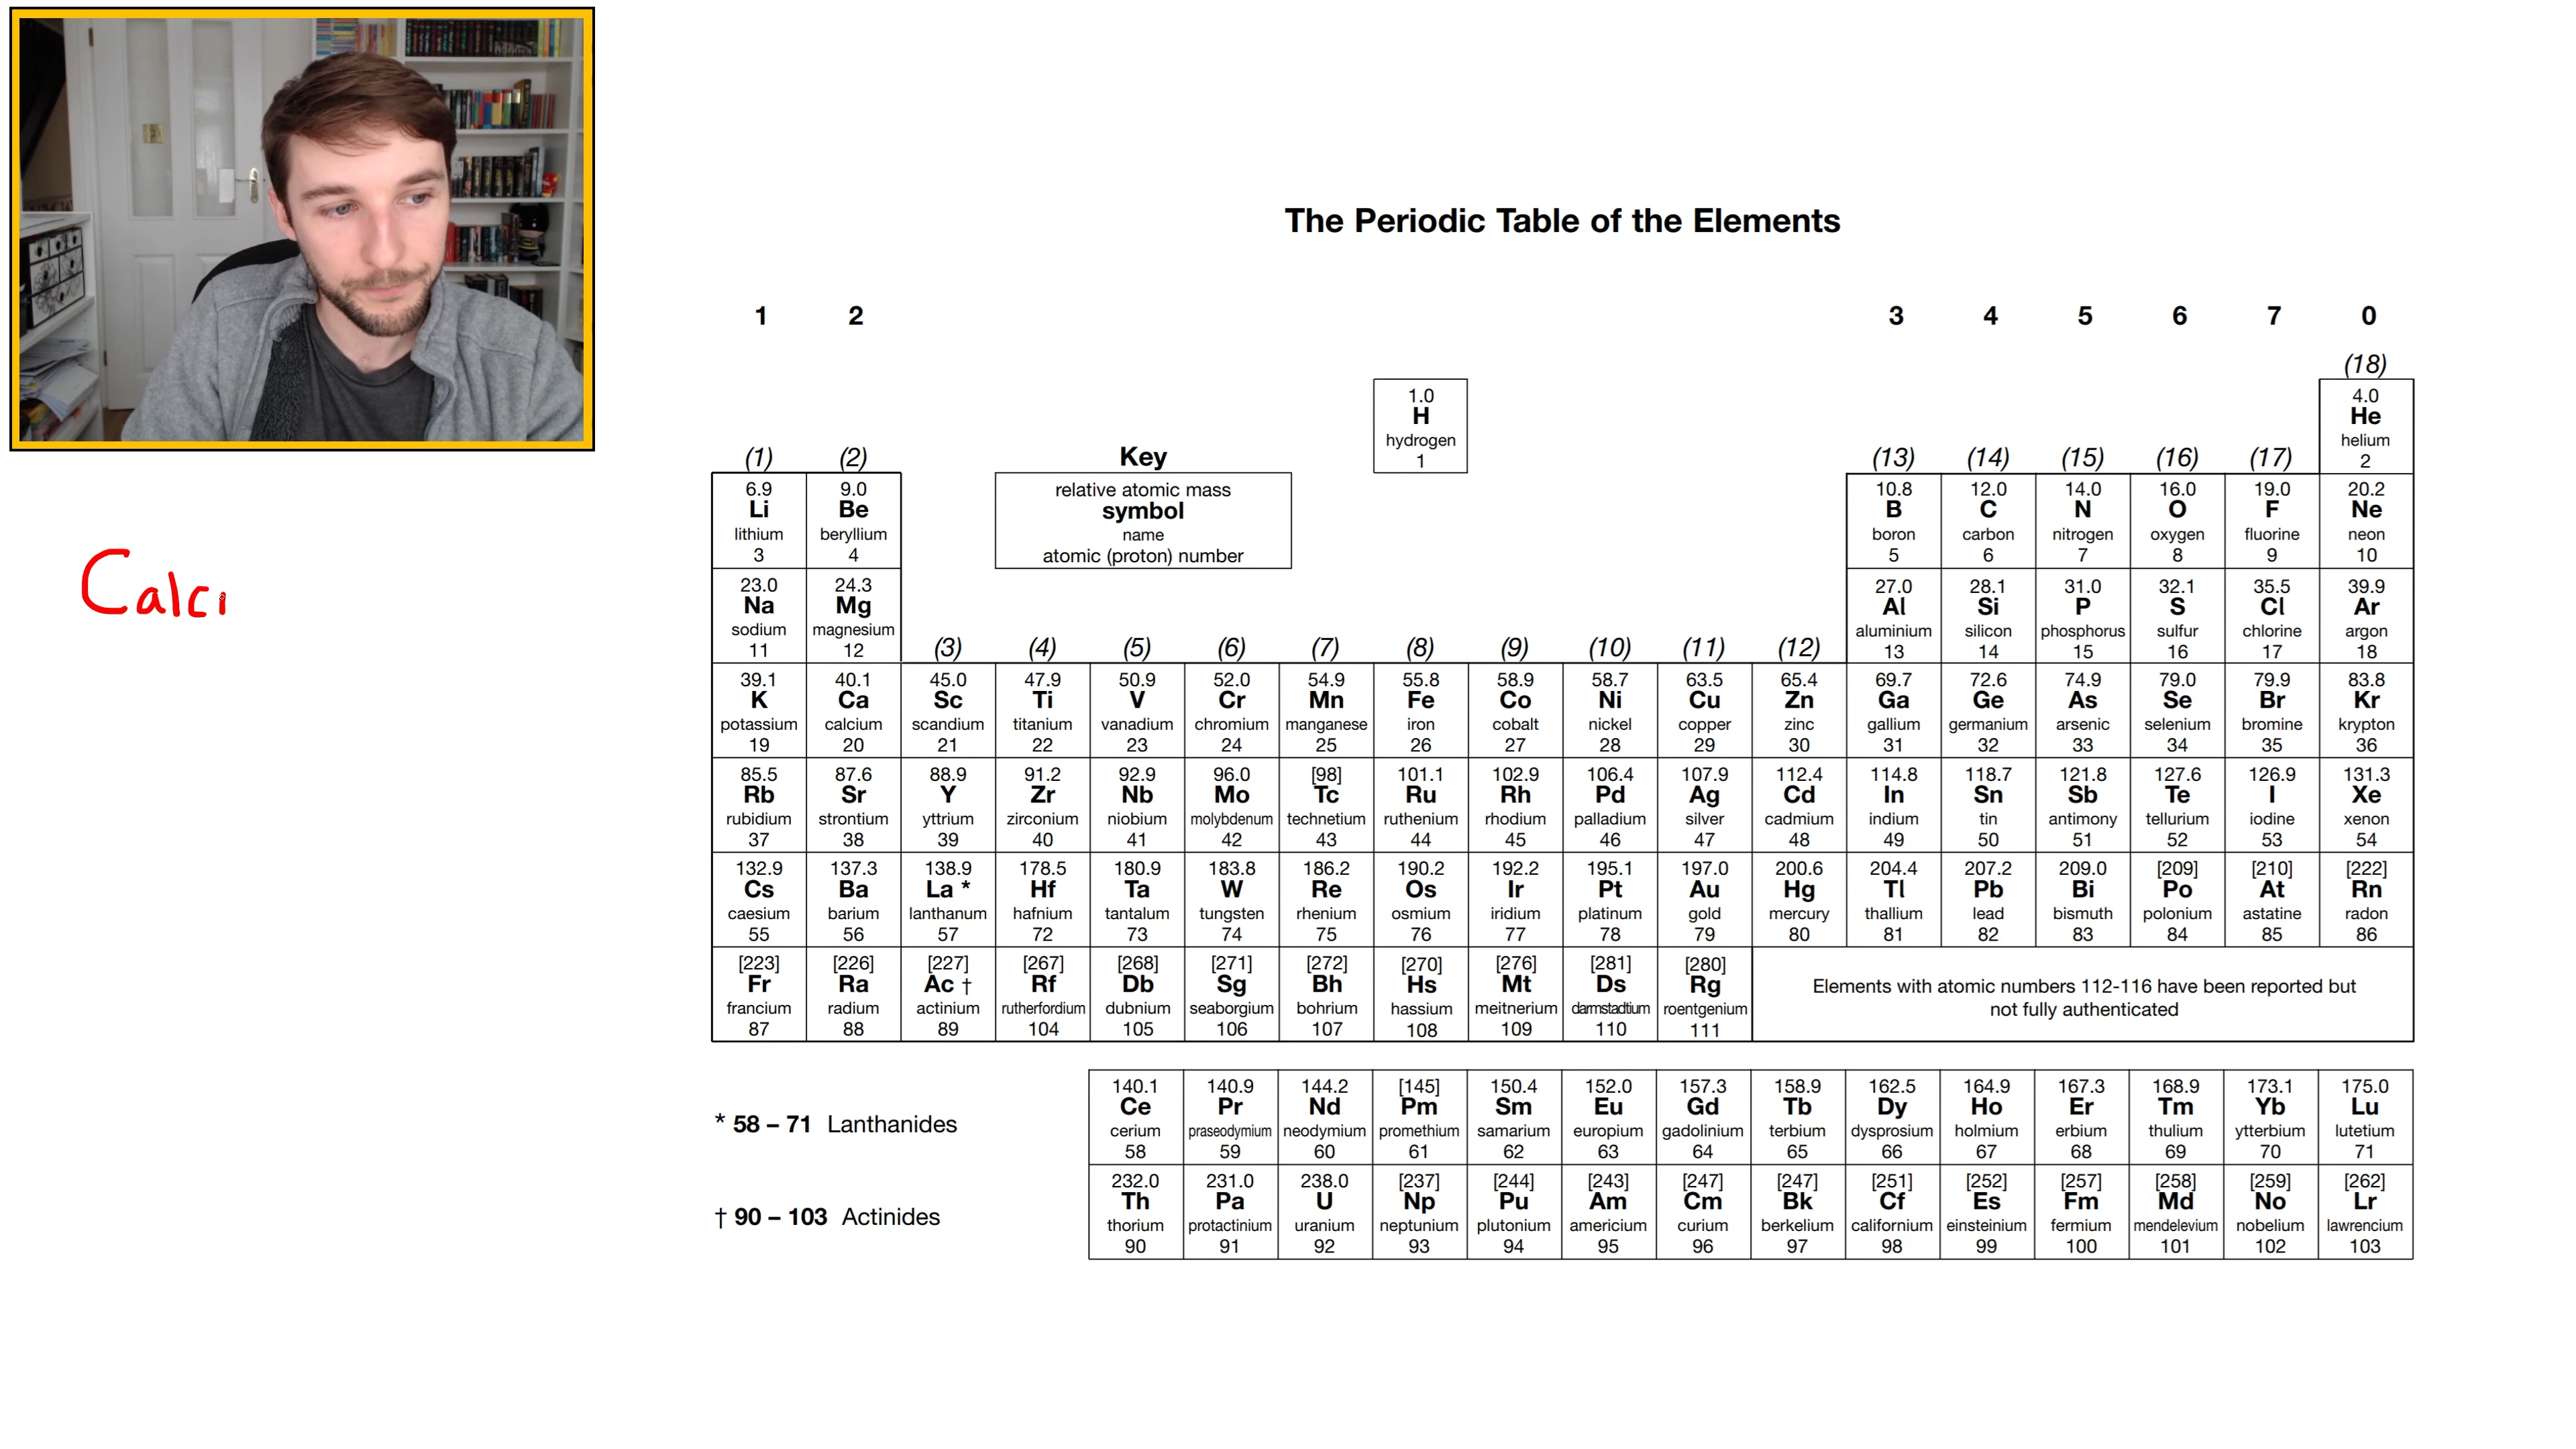 The Periodic Table of the Elements
1 2 3 4 5 6 7 0
(18)
1.0 4.0
H He
hydrogen helium
1 2
(1) (2) Key (13) (14) (15) (16) (17)
relative atomic mass
symbol
name
atomic (proton) number
6.9 9.0 10.8 12.0 14.0 16.0 19.0 20.2
Li Be B C N O F Ne
lithium beryllium boron carbon nitrogen oxygen fluorine neon
3 4 5 6 7 8 9 10
Calci
23.0 24.3 27.0 28.1 31.0 32.1 35.5 39.9
Na Mg Al Si P S Cl Ar
sodium magnesium aluminium silicon phosphorus sulfur chlorine argon
11 12 13 14 15 16 17 18
(3) (4) (5) (6) (7) (8) (9) (10) (11) (12)
39.1 40.1 45.0 47.9 50.9 52.0 54.9 55.8 58.9 58.7 63.5 65.4 69.7 72.6 74.9 79.0 79.9 83.8
K Ca Sc Ti V Cr Mn Fe Co Ni Cu Zn Ga Ge As Se Br Kr
potassium calcium scandium titanium vanadium chromium manganese iron cobalt nickel copper zinc gallium germanium arsenic selenium bromine krypton
19 20 21 22 23 24 25 26 27 28 29 30 31 32 33 34 35 36
85.5 87.6 88.9 91.2 92.9 96.0 [98] 101.1 102.9 106.4 107.9 112.4 114.8 118.7 121.8 127.6 126.9 131.3
Rb Sr Y Zr Nb Mo Tc Ru Rh Pd Ag Cd In Sn Sb Te I Xe
rubidium strontium yttrium zirconium niobium molybdenum technetium ruthenium rhodium palladium silver cadmium indium tin antimony tellurium iodine xenon
37 38 39 40 41 42 43 44 45 46 47 48 49 50 51 52 53 54
132.9 137.3 138.9 178.5 180.9 183.8 186.2 190.2 192.2 195.1 197.0 200.6 204.4 207.2 209.0 [209] [210] [222]
Cs Ba La * Hf Ta W Re Os Ir Pt Au Hg Tl Pb Bi Po At Rn
caesium barium lanthanum hafnium tantalum tungsten rhenium osmium iridium platinum gold mercury thallium lead bismuth polonium astatine radon
55 56 57 72 73 74 75 76 77 78 79 80 81 82 83 84 85 86
[223] [226] [227] [267] [268] [271] [272] [270] [276] [281] [280]
Fr Ra Ac † Rf Db Sg Bh Hs Mt Ds Rg
francium radium actinium rutherfordium dubnium seaborgium bohrium hassium meitnerium darmstadtium roentgenium
87 88 89 104 105 106 107 108 109 110 111
Elements with atomic numbers 112-116 have been reported but
not fully authenticated
* 58 – 71 Lanthanides
140.1 140.9 144.2 [145] 150.4 152.0 157.3 158.9 162.5 164.9 167.3 168.9 173.1 175.0
Ce Pr Nd Pm Sm Eu Gd Tb Dy Ho Er Tm Yb Lu
cerium praseodymium neodymium promethium samarium europium gadolinium terbium dysprosium holmium erbium thulium ytterbium lutetium
58 59 60 61 62 63 64 65 66 67 68 69 70 71
† 90 – 103 Actinides
232.0 231.0 238.0 [237] [244] [243] [247] [247] [251] [252] [257] [258] [259] [262]
Th Pa U Np Pu Am Cm Bk Cf Es Fm Md No Lr
thorium protactinium uranium neptunium plutonium americium curium berkelium californium einsteinium fermium mendelevium nobelium lawrencium
90 91 92 93 94 95 96 97 98 99 100 101 102 103